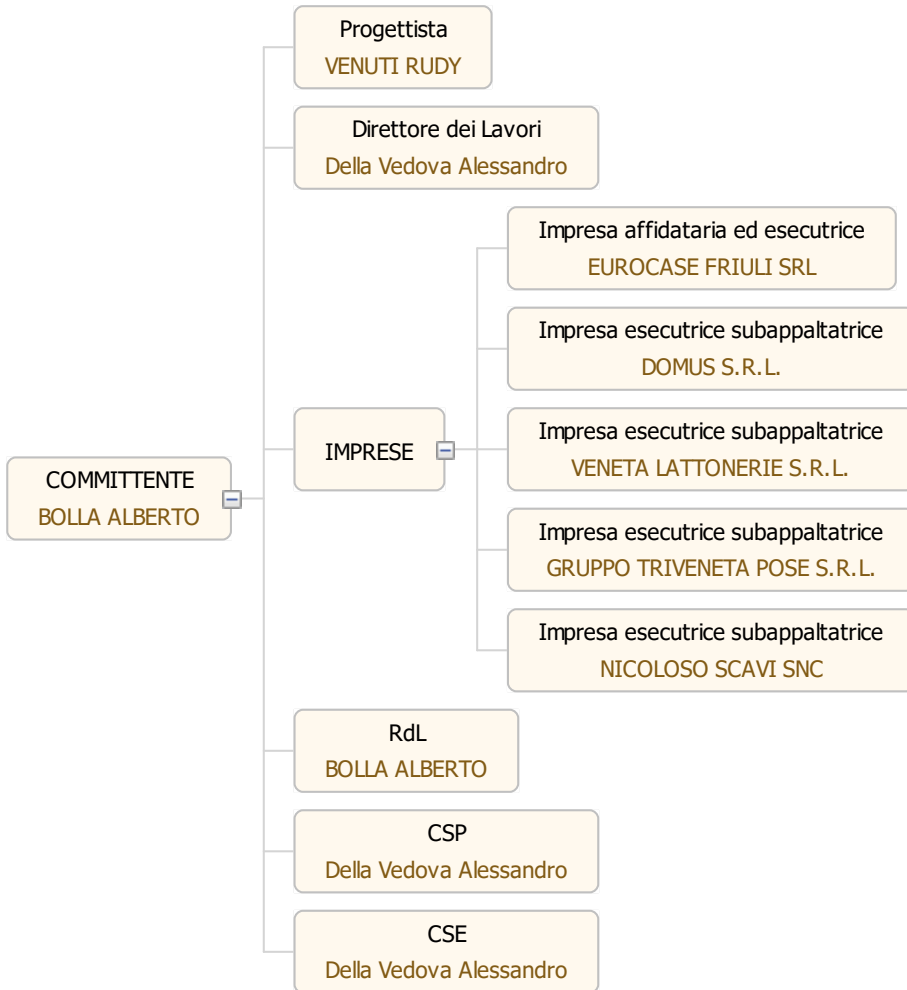 Progettista
VENUTI RUDY
Direttore dei Lavori
Della Vedova Alessandro
Impresa affidataria ed esecutrice
EUROCASE FRIULI SRL
Impresa esecutrice subappaltatrice
DOMUS S.R.L.
Impresa esecutrice subappaltatrice
VENETA LATTONERIE S.R.L.
IMPRESE
COMMITTENTE
BOLLA ALBERTO
Impresa esecutrice subappaltatrice
GRUPPO TRIVENETA POSE S.R.L.
Impresa esecutrice subappaltatrice
NICOLOSO SCAVI SNC
RdL
BOLLA ALBERTO
CSP
Della Vedova Alessandro
CSE
Della Vedova Alessandro